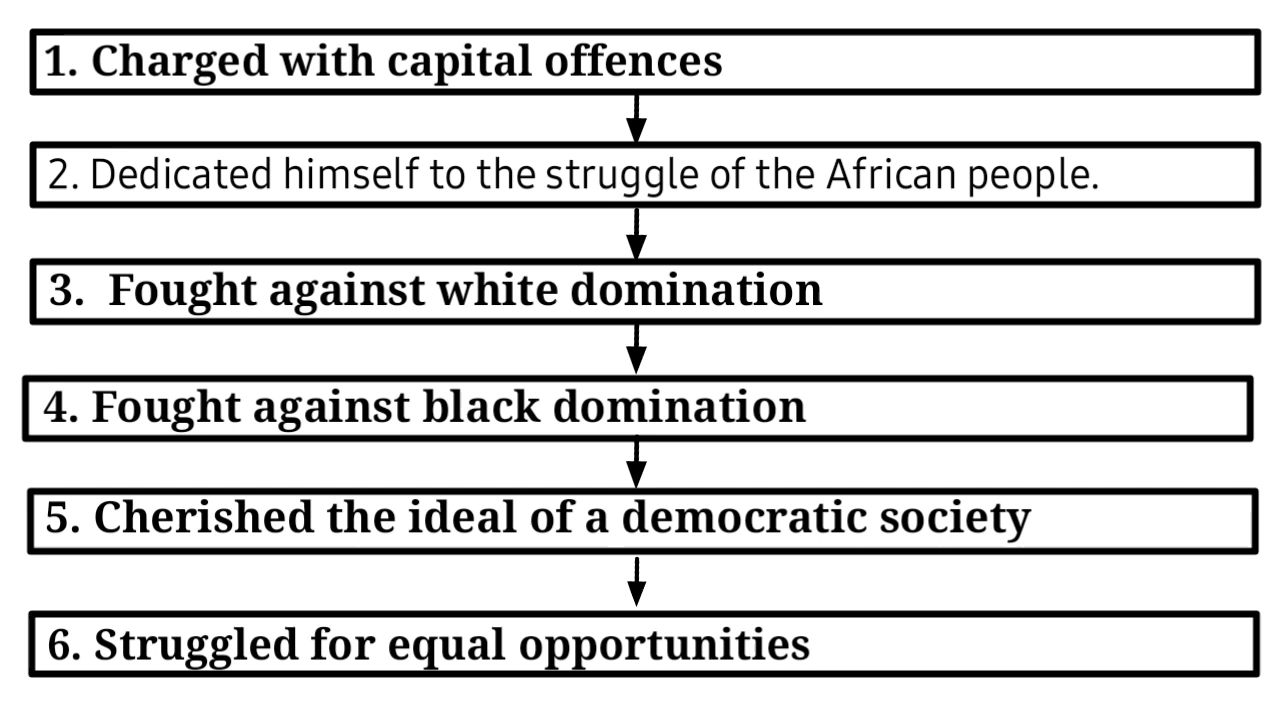 1. Charged with capital offences
2. Dedicated himself to the struggle of the African people.
3. Fought against white domination
4. Fought against black domination
5. Cherished the ideal of a democratic society
6. Struggled for equal opportunities